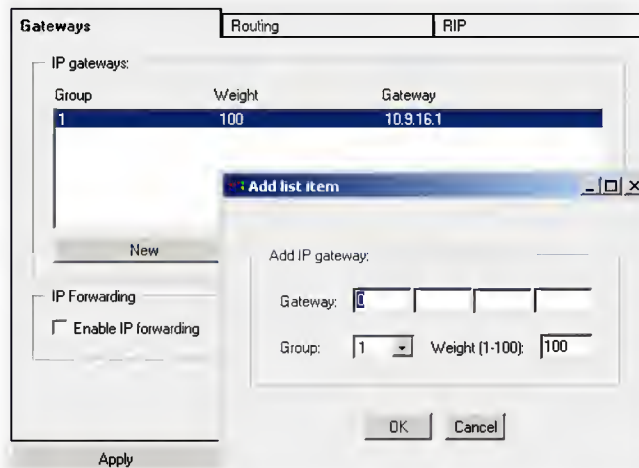 Gateways Routing RIP
IP gateways:
Group Weight Gateway
1 100 10.9.16.1
Add list item
New
Add IP gateway:
Gateway: 0
IP Forwarding
Enable IP forwarding
Group: 1 Weight (1-100): 100
OK Cancel
Apply